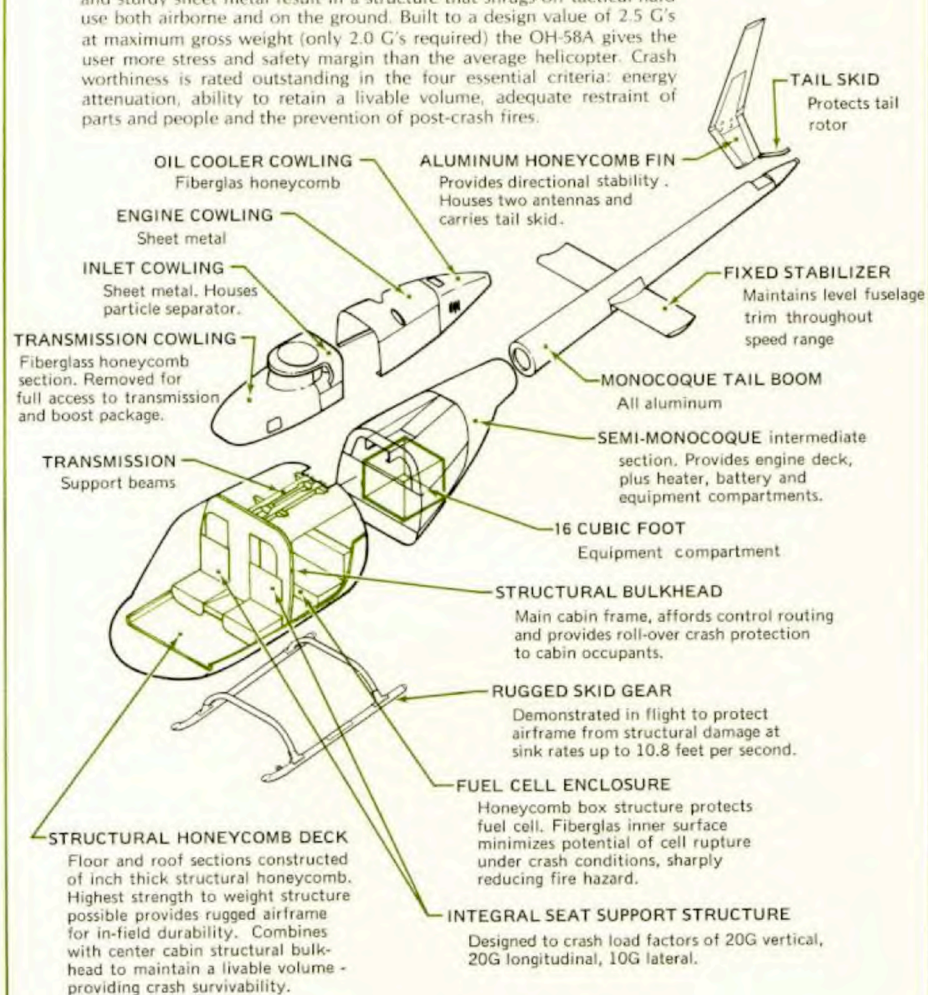 use both airborne and on the ground. Built to a design value of 2.5 G's
at maximum gross weight (only 2.0 G's required) the OH-58A gives the
user more stress and safety margin than the average helicopter. Crash
worthiness is rated outstanding in the four essential criteria: energy
attenuation, ability to retain a livable volume, adequate restraint of
parts and people and the prevention of post-crash fires.
TAIL SKID
Protects tail
rotor
OIL COOLER COWLING
Fiberglas honeycomb
ALUMINUM HONEYCOMB FIN
Provides directional stability .
Houses two antennas and
carries tail skid.
ENGINE COWLING
Sheet metal
INLET COWLING
Sheet metal. Houses
particle separator.
FIXED STABILIZER
Maintains level fuselage
trim throughout
speed range
TRANSMISSION COWLING
Fiberglass honeycomb
section. Removed for
full access to transmission
and boost package.
MONOCOQUE TAIL BOOM
All aluminum
SEMI-MONOCOQUE intermediate
section. Provides engine deck,
plus heater, battery and
equipment compartments.
TRANSMISSION
Support beams
16 CUBIC FOOT
Equipment compartment
STRUCTURAL BULKHEAD
Main cabin frame, affords control routing
and provides roll-over crash protection
to cabin occupants.
RUGGED SKID GEAR
Demonstrated in flight to protect
airframe from structural damage at
sink rates up to 10.8 feet per second.
FUEL CELL ENCLOSURE
Honeycomb box structure protects
fuel cell. Fiberglas inner surface
minimizes potential of cell rupture
under crash conditions, sharply
reducing fire hazard.
STRUCTURAL HONEYCOMB DECK
Floor and roof sections constructed
of inch thick structural honeycomb.
Highest strength to weight structure
possible provides rugged airframe
for in-field durability. Combines
with center cabin structural bulk-
head to maintain a livable volume -
providing crash survivability.
INTEGRAL SEAT SUPPORT STRUCTURE
Designed to crash load factors of 20G vertical,
20G longitudinal, 10G lateral.